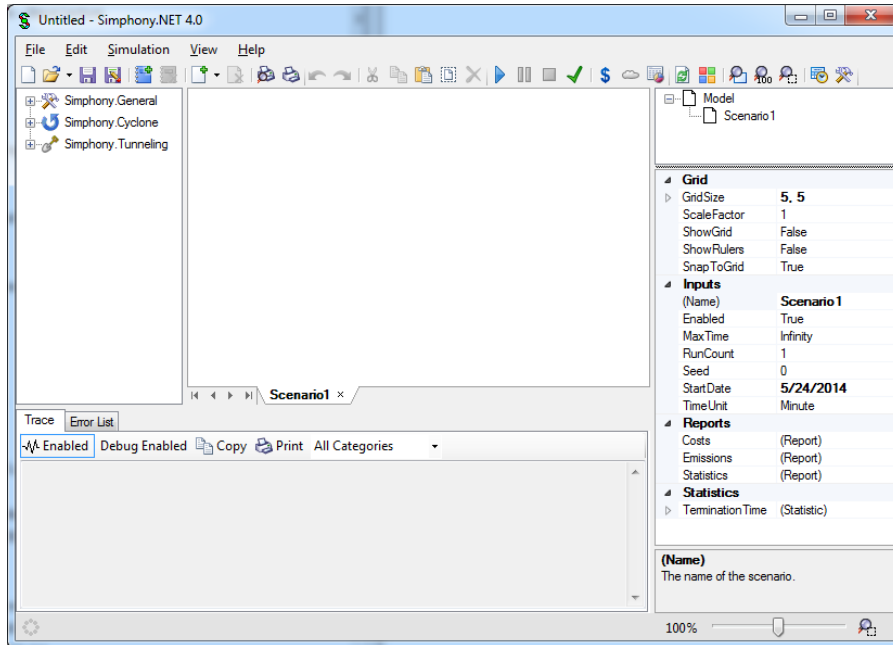 Untitled - Simphony.NET 4.0
File Edit Simulation View Help
$ 100
Simphony.General
Simphony.Cyclone
Simphony.Tunneling
Scenario1 ×
Model
Scenario1
Grid
GridSize 5, 5
ScaleFactor 1
ShowGrid False
ShowRulers False
SnapToGrid True
Inputs
(Name) Scenario1
Enabled True
MaxTime Infinity
RunCount 1
Seed 0
StartDate 5/24/2014
TimeUnit Minute
Reports
Costs (Report)
Emissions (Report)
Statistics (Report)
Statistics
TerminationTime (Statistic)
(Name)
The name of the scenario.
Trace Error List
Enabled Debug Enabled Copy Print All Categories
100%